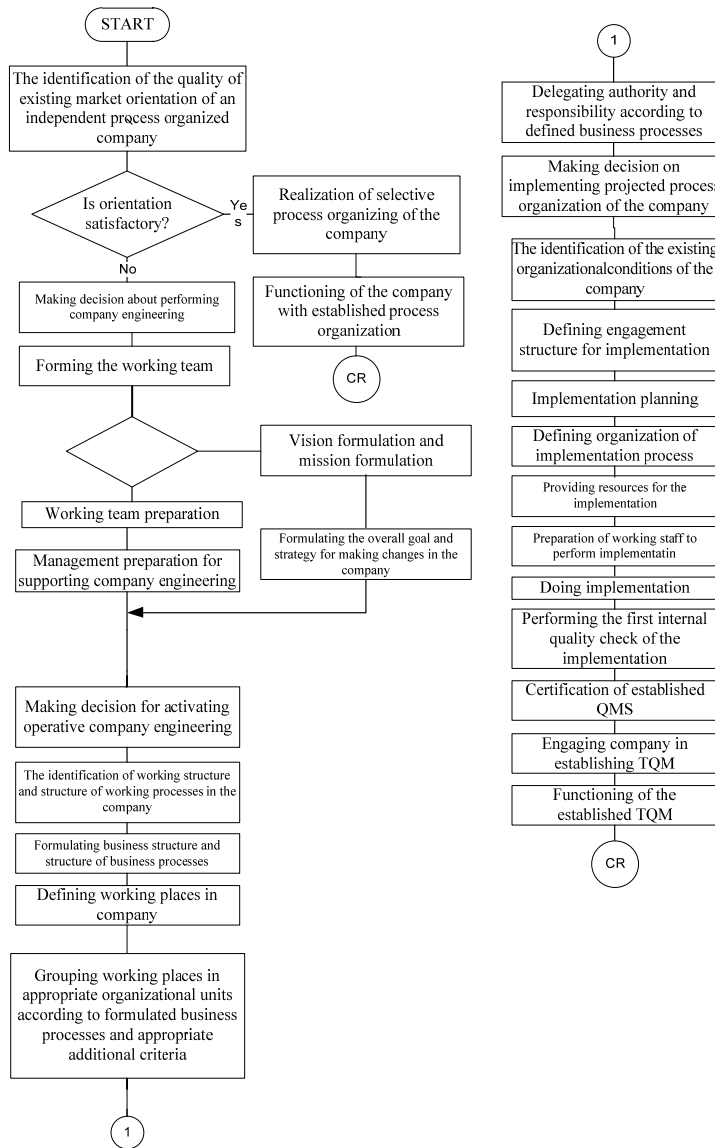 START
The identification of the quality of
existing market orientation of an
independent process organized
company
Is orientation
satisfactory?
Ye
s
No
Realization of selective
process organizing of the
company
Functioning of the company
with established process
organization
CR
Making decision about performing
company engineering
Forming the working team
Vision formulation and
mission formulation
Working team preparation
Formulating the overall goal and
strategy for making changes in the
company
Management preparation for
supporting company engineering
Making decision for activating
operative company engineering
The identification of working structure
and structure of working processes in the
company
Formulating business structure and
structure of business processes
Defining working places in
company
Grouping working places in
appropriate organizational units
according to formulated business
processes and appropriate
additional criteria
1
1
Delegating authority and
responsibility according to
defined business processes
Making decision on
implementing projected process
organization of the company
The identification of the existing
organizationalconditions of the
company
Defining engagement
structure for implementation
Implementation planning
Defining organization of
implementation process
Providing resources for the
implementation
Preparation of working staff to
perform implementatin
Doing implementation
Performing the first internal
quality check of the
implementation
Certification of established
QMS
Engaging company in
establishing TQM
Functioning of the
established TQM
CR